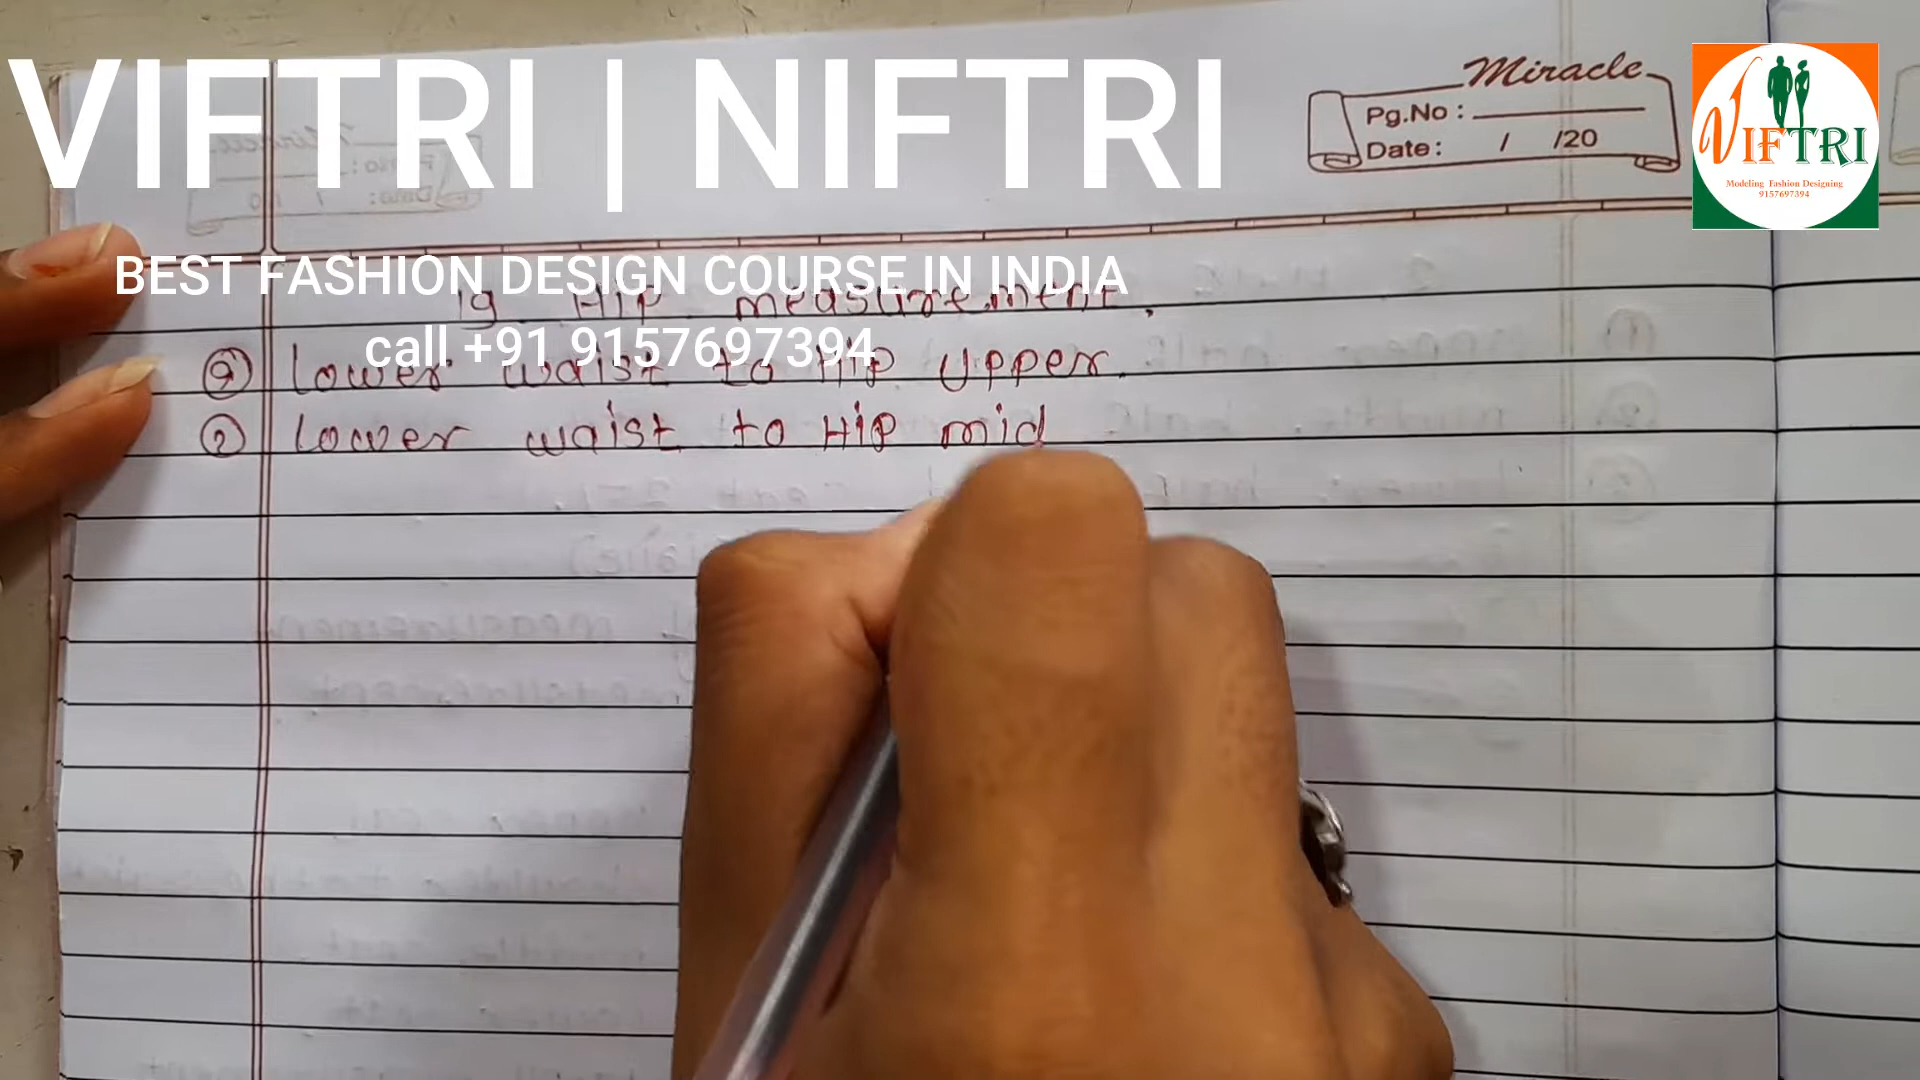 VIFTRI | NIFTRI
Miracle
Pg.No :
Date: / /20
VIFTRI
Modeling Fashion Designing
9157697394
BEST FASHION DESIGN COURSE IN INDIA
19 Hip measurement.
call +91 9157697394
lower waist to Hip Upper.
② lower waist to Hip mid